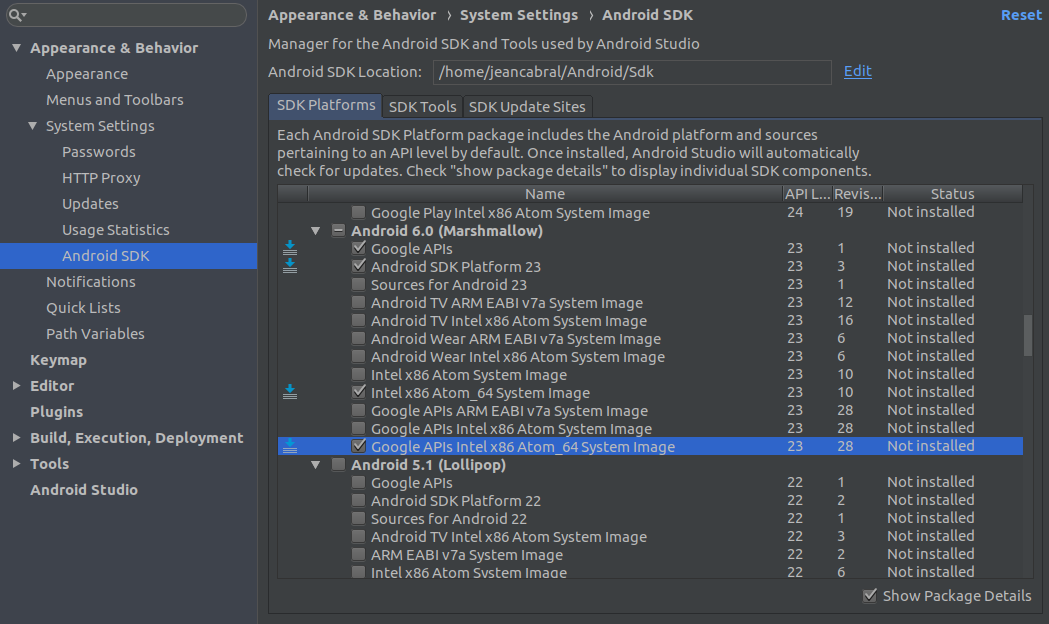 Appearance & Behavior › System Settings › Android SDK Reset
Manager for the Android SDK and Tools used by Android Studio
Android SDK Location: /home/jeancabral/Android/Sdk Edit
Appearance & Behavior
Appearance
Menus and Toolbars
System Settings
Passwords
HTTP Proxy
Updates
Usage Statistics
Android SDK
Notifications
Quick Lists
Path Variables
Keymap
Editor
Plugins
Build, Execution, Deployment
Tools
Android Studio
SDK Platforms SDK Tools SDK Update Sites
Each Android SDK Platform package includes the Android platform and sources
pertaining to an API level by default. Once installed, Android Studio will automatically
check for updates. Check "show package details" to display individual SDK components.
Name API L... Revis... Status
Google Play Intel x86 Atom System Image 24 19 Not installed
Android 6.0 (Marshmallow)
Google APIs 23 1 Not installed
Android SDK Platform 23 23 3 Not installed
Sources for Android 23 23 1 Not installed
Android TV ARM EABI v7a System Image 23 12 Not installed
Android TV Intel x86 Atom System Image 23 16 Not installed
Android Wear ARM EABI v7a System Image 23 6 Not installed
Android Wear Intel x86 Atom System Image 23 6 Not installed
Intel x86 Atom System Image 23 10 Not installed
Intel x86 Atom_64 System Image 23 10 Not installed
Google APIs ARM EABI v7a System Image 23 28 Not installed
Google APIs Intel x86 Atom System Image 23 28 Not installed
Google APIs Intel x86 Atom_64 System Image 23 28 Not installed
Android 5.1 (Lollipop)
Google APIs 22 1 Not installed
Android SDK Platform 22 22 2 Not installed
Sources for Android 22 22 1 Not installed
Android TV Intel x86 Atom System Image 22 3 Not installed
ARM EABI v7a System Image 22 2 Not installed
Intel x86 Atom System Image 22 6 Not installed
Show Package Details